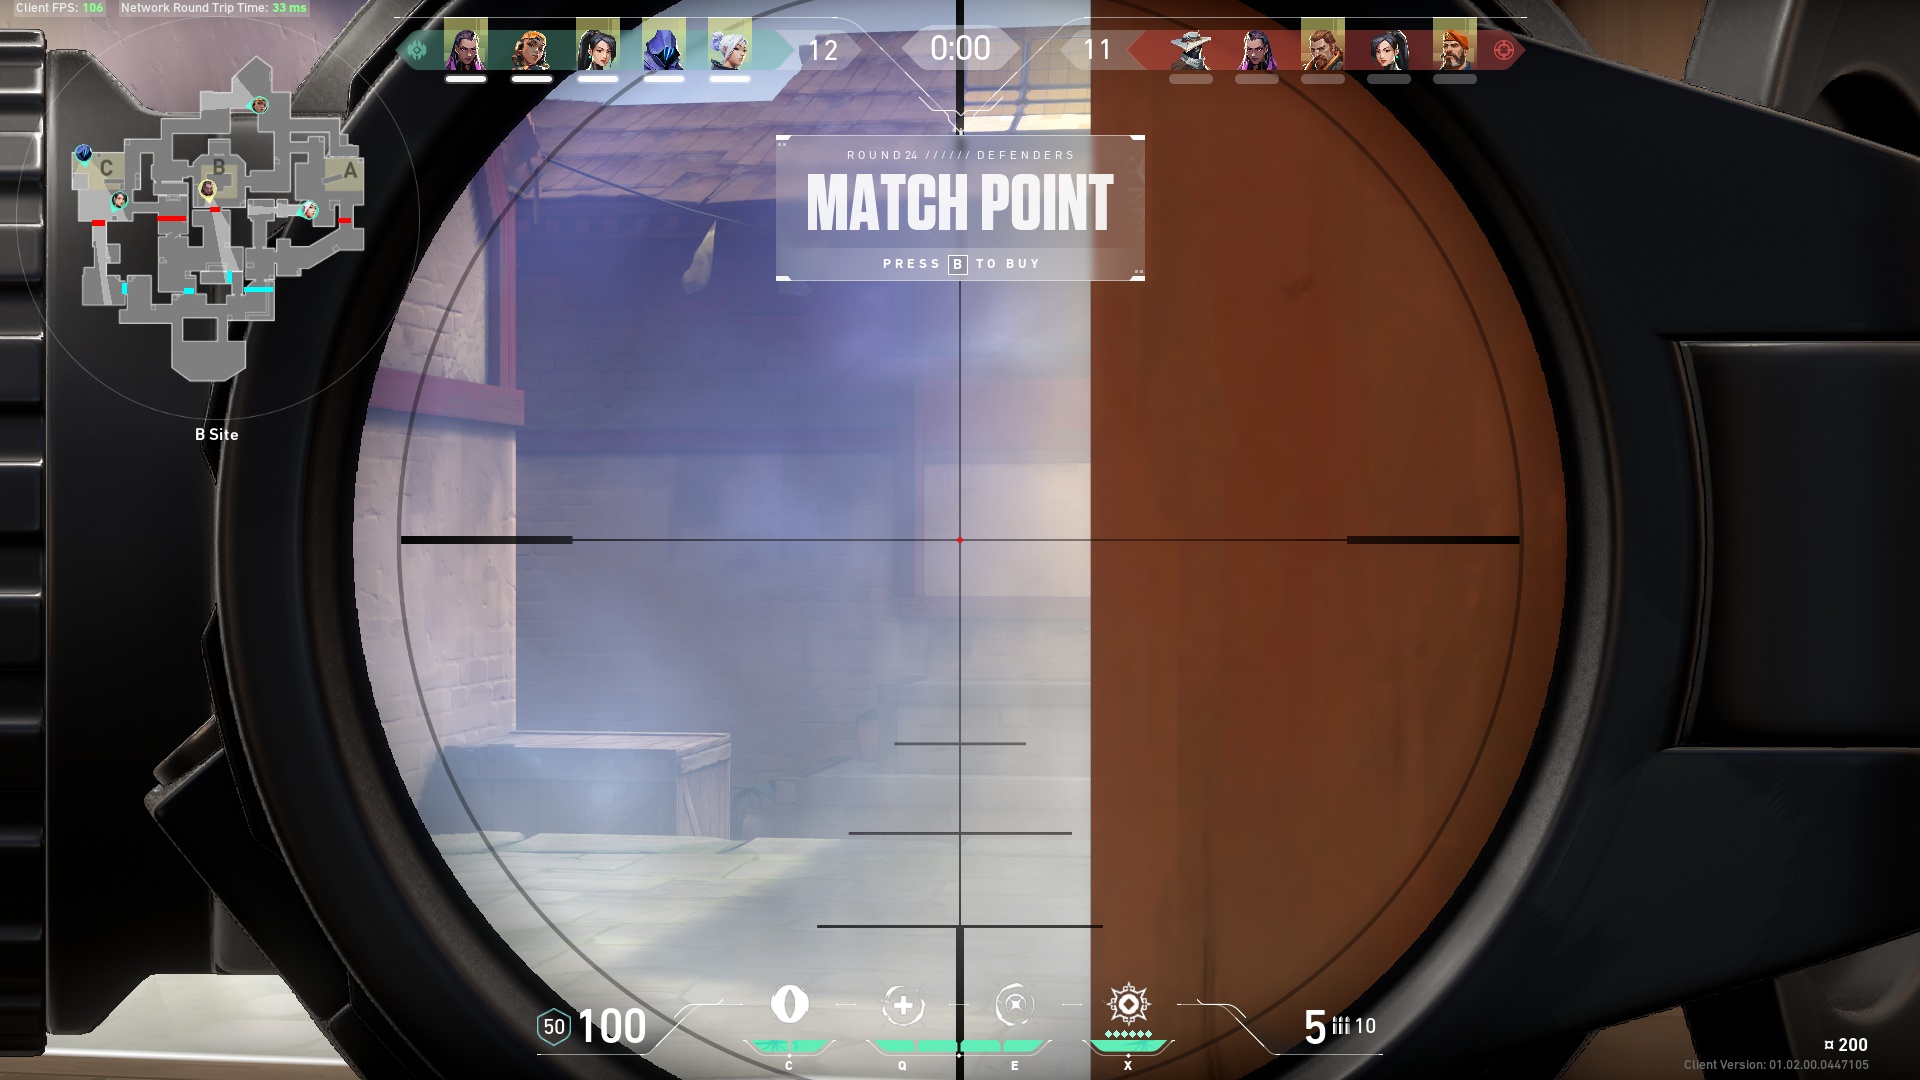 Client FPS: 106 Network Round Trip Time: 33 ms
12 0:00 11
ROUND 24 ////// DEFENDERS
MATCH POINT
PRESS B TO BUY
C B A
B Site
50 100
C Q E X
5 10
¤ 200
Client Version: 01.02.00.0447105